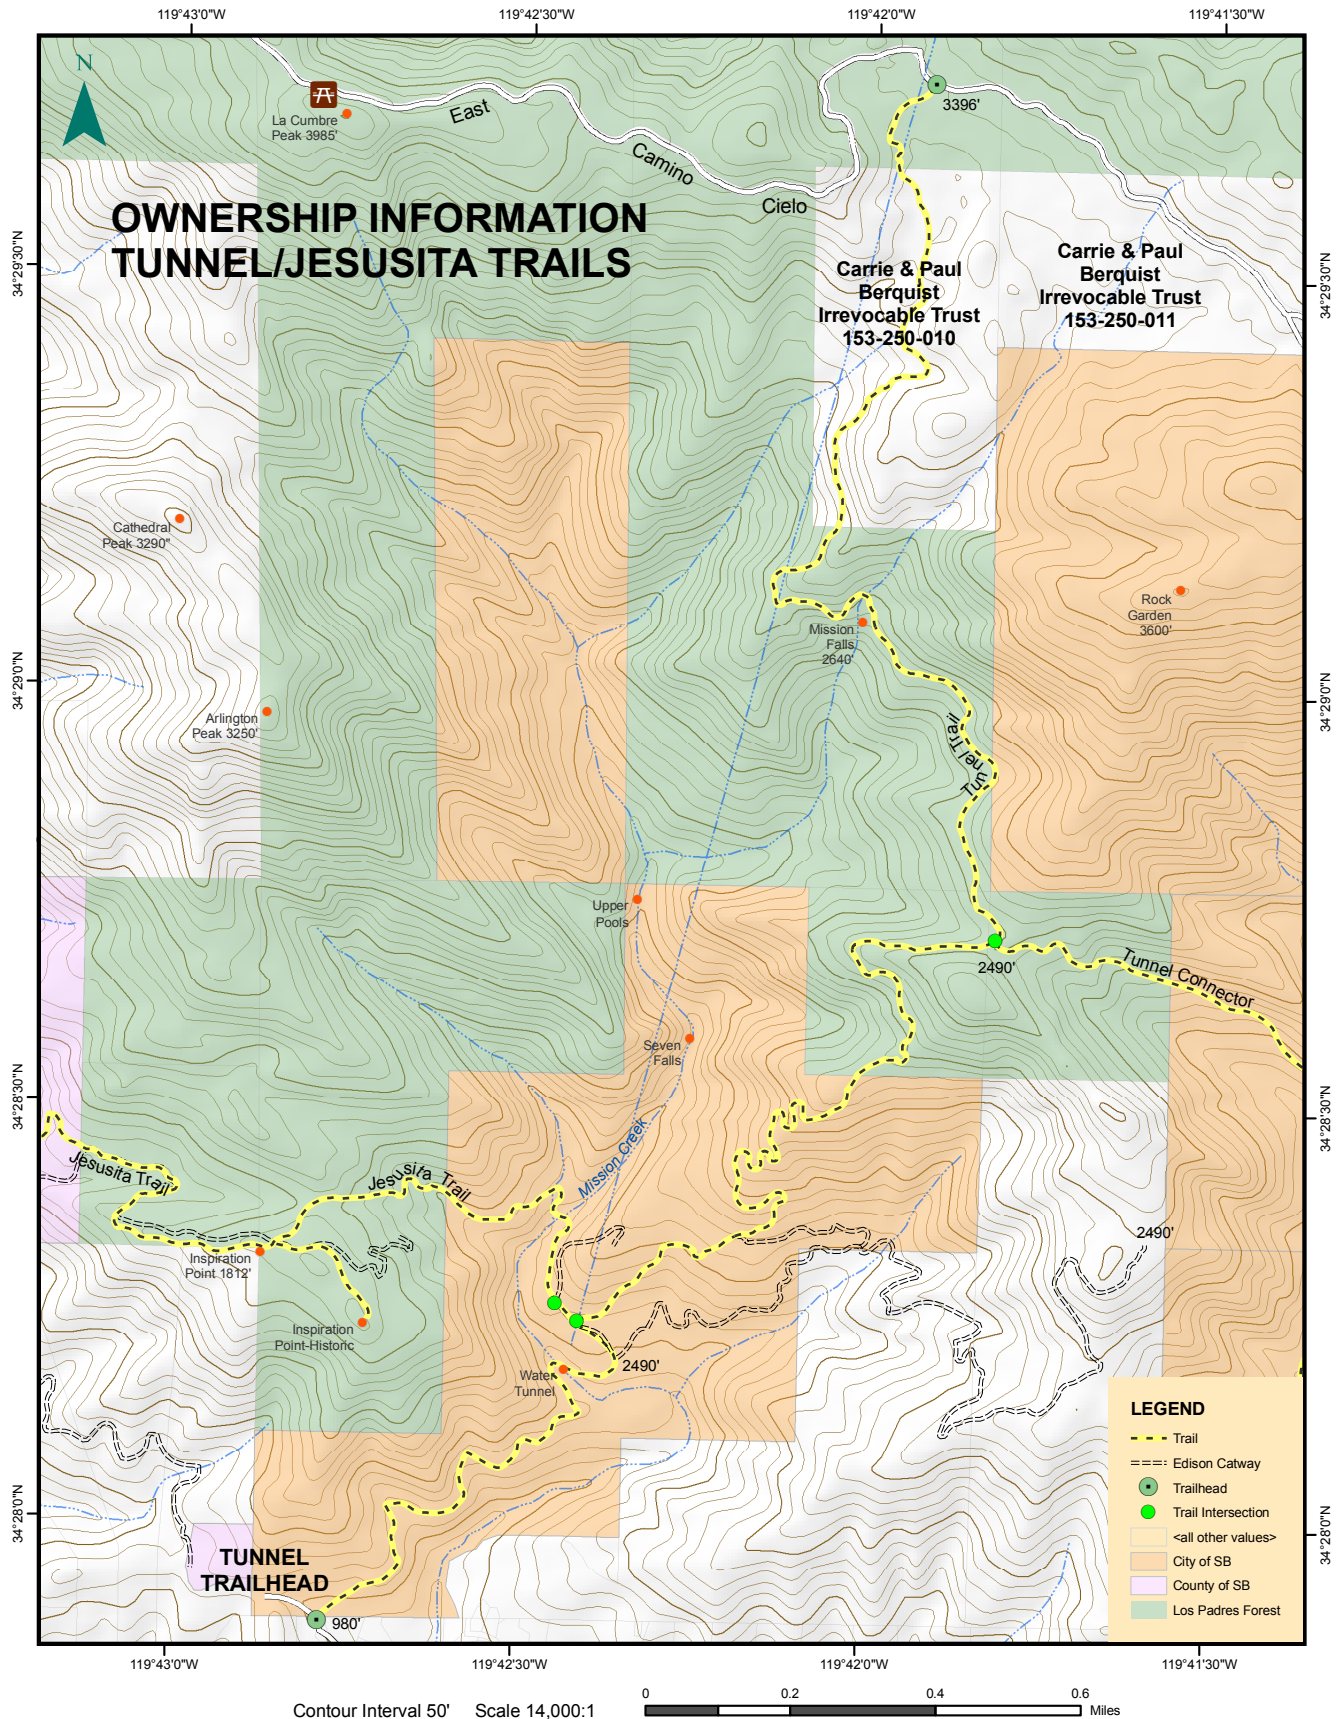 119°43'0"W
119°42'30"W
119°42'0"W
119°41'30"W
N
La Cumbre
Peak 3985'
East
Camino
Cielo
3396'
OWNERSHIP INFORMATION
TUNNEL/JESUSITA TRAILS
34°29'30"N
34°29'30"N
Carrie & Paul
Berquist
Irrevocable Trust
153-250-010
Carrie & Paul
Berquist
Irrevocable Trust
153-250-011
Cathedral
Peak 3290"
Rock
Garden
3600'
Mission
Falls
2640'
34°29'0"N
34°29'0"N
Arlington
Peak 3250'
Tunnel Trail
Upper
Pools
2490'
Tunnel Connector
Seven
Falls
34°28'30"N
34°28'30"N
Mission Creek
Jesusita Trail
Jesusita Trail
2490'
Inspiration
Point 1812'
Inspiration
Point-Historic
2490'
Water
Tunnel
LEGEND
Trail
Edison Catway
Trailhead
Trail Intersection
<all other values>
City of SB
County of SB
Los Padres Forest
34°28'0"N
34°28'0"N
TUNNEL
TRAILHEAD
980'
119°43'0"W
119°42'30"W
119°42'0"W
119°41'30"W
Contour Interval 50' Scale 14,000:1
0 0.2 0.4 0.6
Miles